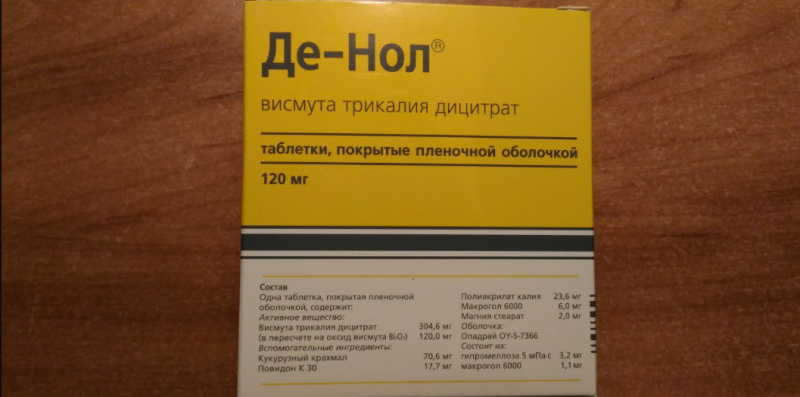 Де-Нол®
висмута трикалия дицитрат
таблетки, покрытые пленочной оболочкой
120 мг
Состав
Одна таблетка, покрытая пленочной
оболочкой, содержит:
Активное вещество:
Висмута трикалия дицитрат 304,6 мг
(в пересчете на оксид висмута Bi₂O₃) 120,0 мг
Вспомогательные ингредиенты:
Кукурузный крахмал 70,6 мг
Повидон К 30 17,7 мг
Полиакрилат калия 23,6 мг
Макрогол 6000 6,0 мг
Магния стеарат 2,0 мг
Оболочка:
Опадрай OY-S-7366
Состоит из:
гипромеллоза 5 мПа·с 3,2 мг
макрогол 6000 1,1 мг